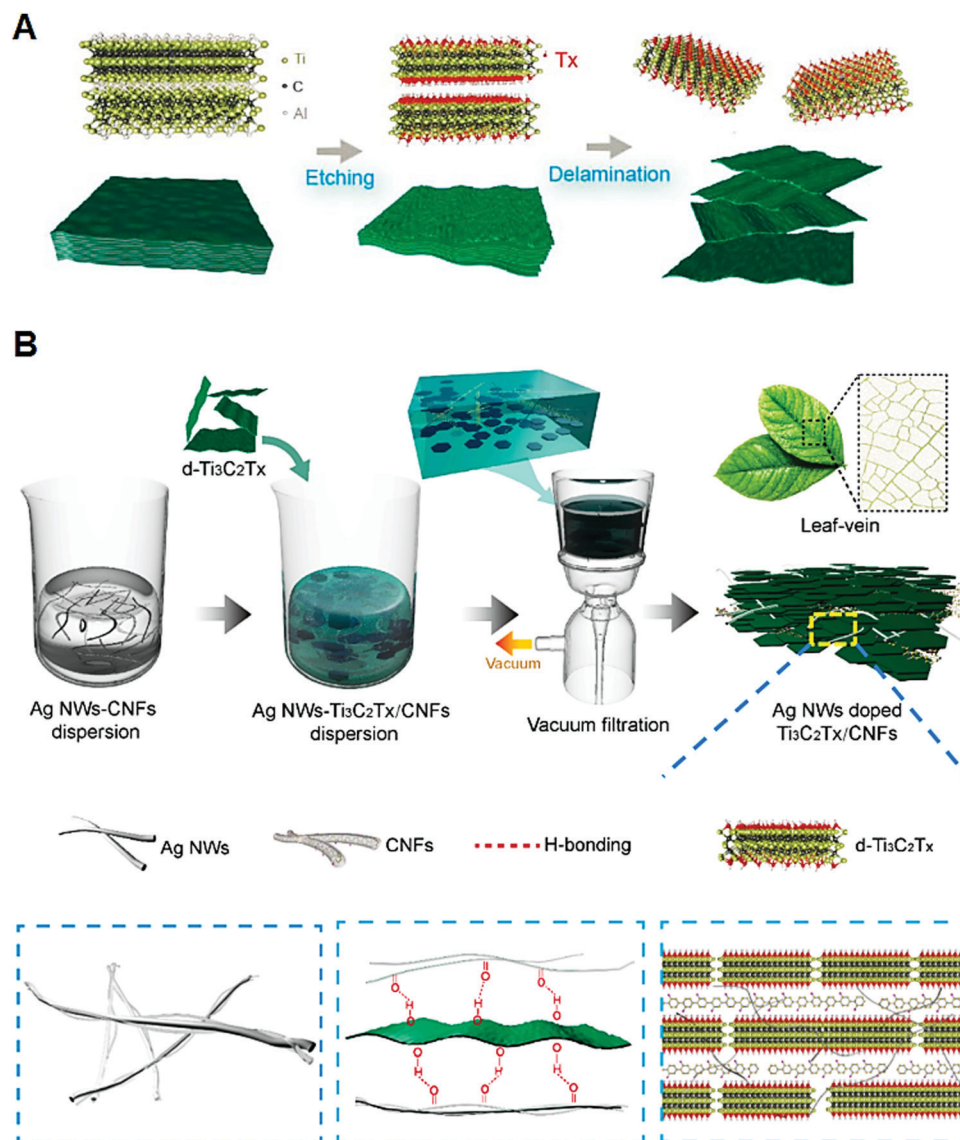 A
Ti
C
Al
Tx
Etching
Delamination
B
d-Ti3C2Tx
Leaf-vein
Vacuum
Ag NWs-CNFs
dispersion
Ag NWs-Ti3C2Tx/CNFs
dispersion
Vacuum filtration
Ag NWs doped
Ti3C2Tx/CNFs
Ag NWs
CNFs
H-bonding
d-Ti3C2Tx
O O O
H H H
O O O
O O O
H H H
O O O